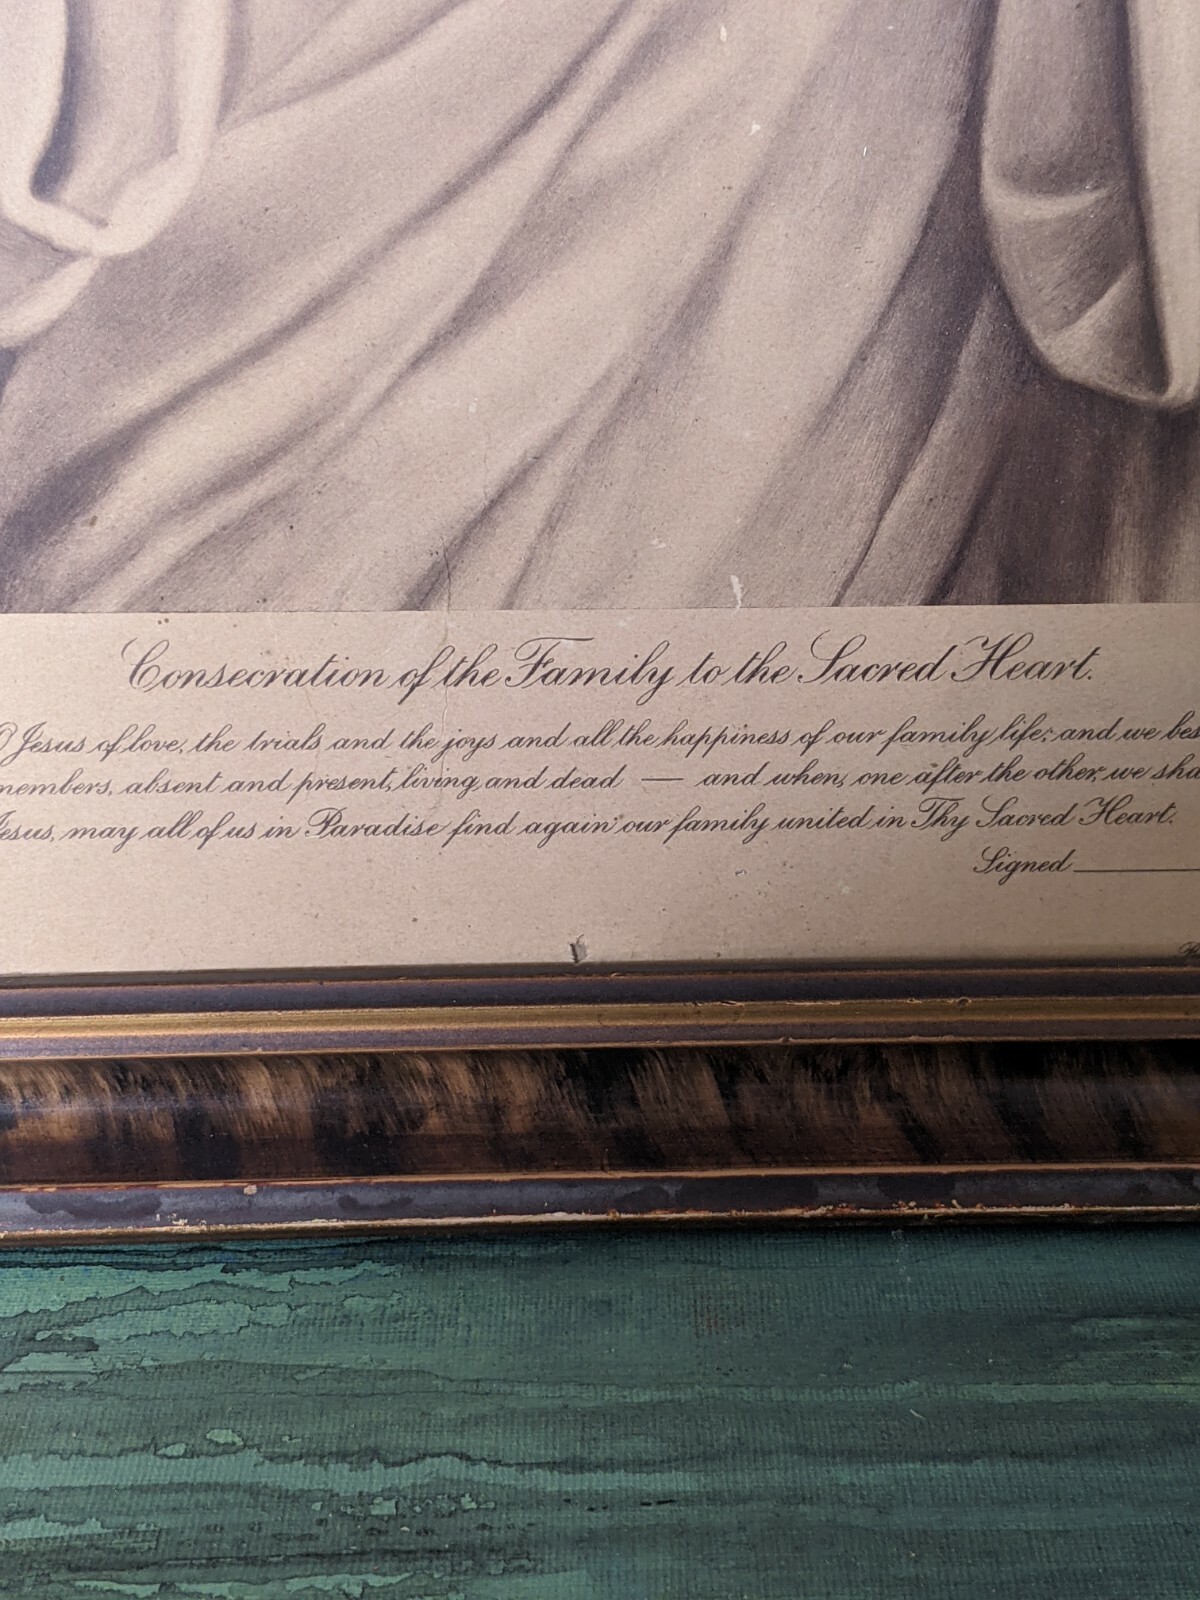 Consecration of the Family to the Sacred Heart.
O Jesus of love, the trials and the joys and all the happiness of our family life; and we
members, absent and present, living and dead — and when, one after the other, we
Jesus, may all of us in Paradise find again our family united in Thy Sacred Heart.
Signed